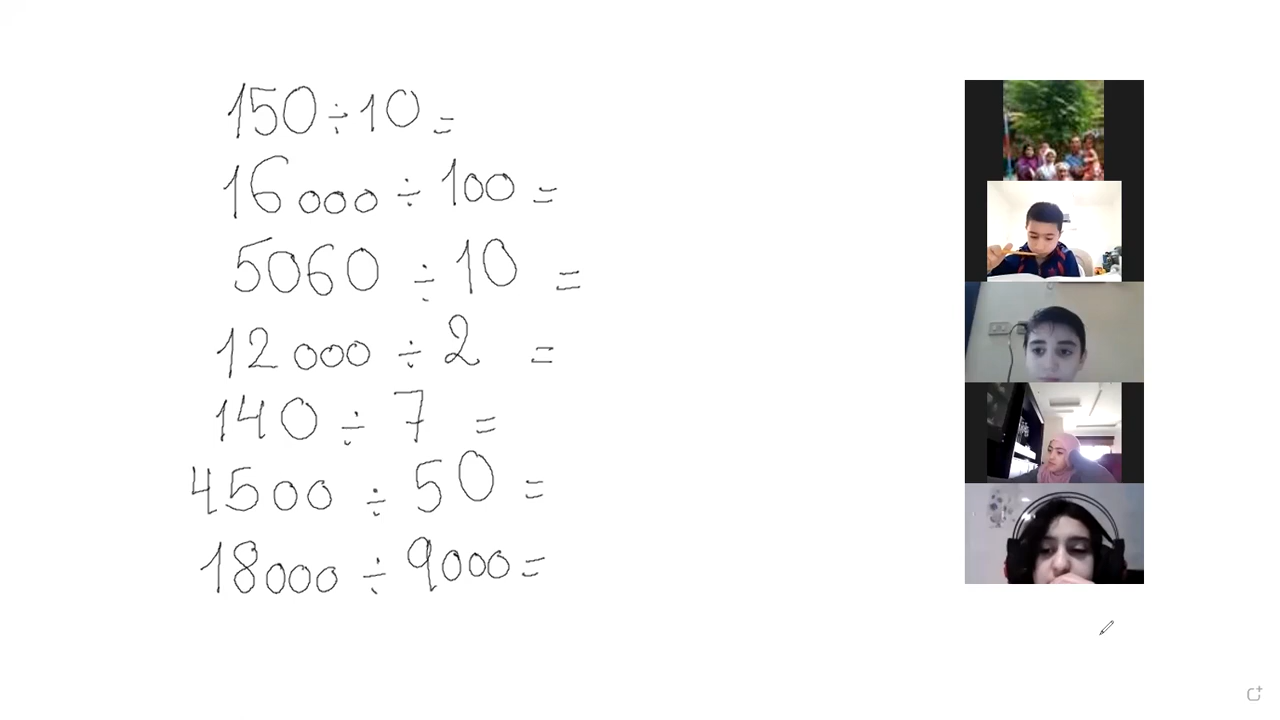 150 ÷ 10 =
16 000 ÷ 100 =
5060 ÷ 10 =
12 000 ÷ 2 =
140 ÷ 7 =
4500 ÷ 50 =
18000 ÷ 9000 =